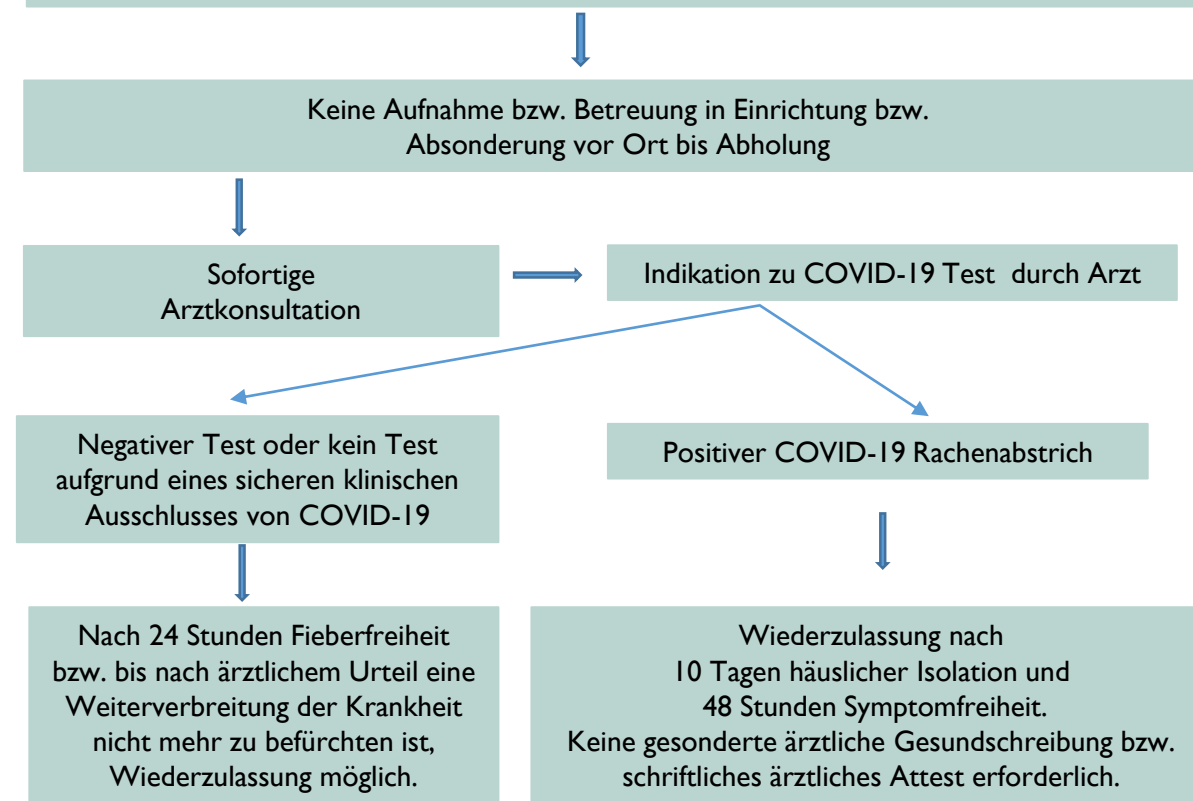 Keine Aufnahme bzw. Betreuung in Einrichtung bzw.
Absonderung vor Ort bis Abholung
Sofortige
Arztkonsultation
Indikation zu COVID-19 Test durch Arzt
Negativer Test oder kein Test
aufgrund eines sicheren klinischen
Ausschlusses von COVID-19
Positiver COVID-19 Rachenabstrich
Nach 24 Stunden Fieberfreiheit
bzw. bis nach ärztlichem Urteil eine
Weiterverbreitung der Krankheit
nicht mehr zu befürchten ist,
Wiederzulassung möglich.
Wiederzulassung nach
10 Tagen häuslicher Isolation und
48 Stunden Symptomfreiheit.
Keine gesonderte ärztliche Gesundschreibung bzw.
schriftliches ärztliches Attest erforderlich.